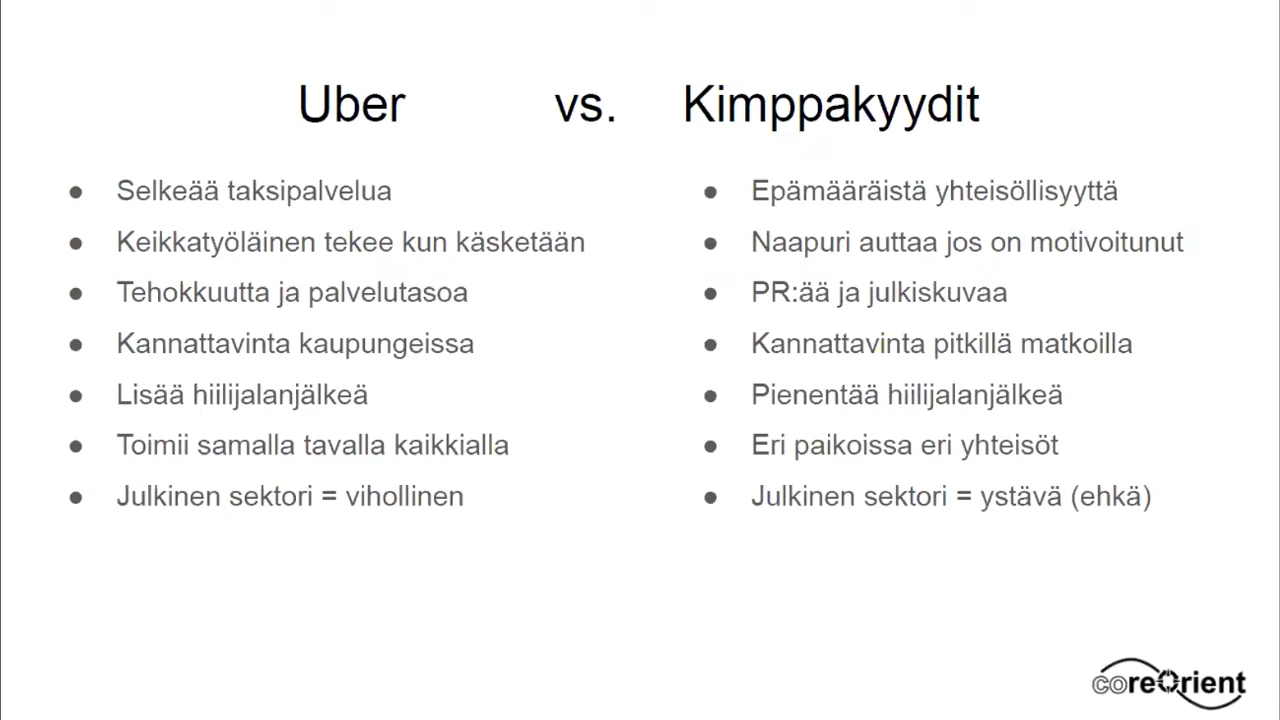 Uber vs. Kimppakyydit
● Selkeää taksipalvelua
● Keikkatyöläinen tekee kun käsketään
● Tehokkuutta ja palvelutasoa
● Kannattavinta kaupungeissa
● Lisää hiilijalanjälkeä
● Toimii samalla tavalla kaikkialla
● Julkinen sektori = vihollinen
● Epämääräistä yhteisöllisyyttä
● Naapuri auttaa jos on motivoitunut
● PR:ää ja julkiskuvaa
● Kannattavinta pitkillä matkoilla
● Pienentää hiilijalanjälkeä
● Eri paikoissa eri yhteisöt
● Julkinen sektori = ystävä (ehkä)
coreOrient